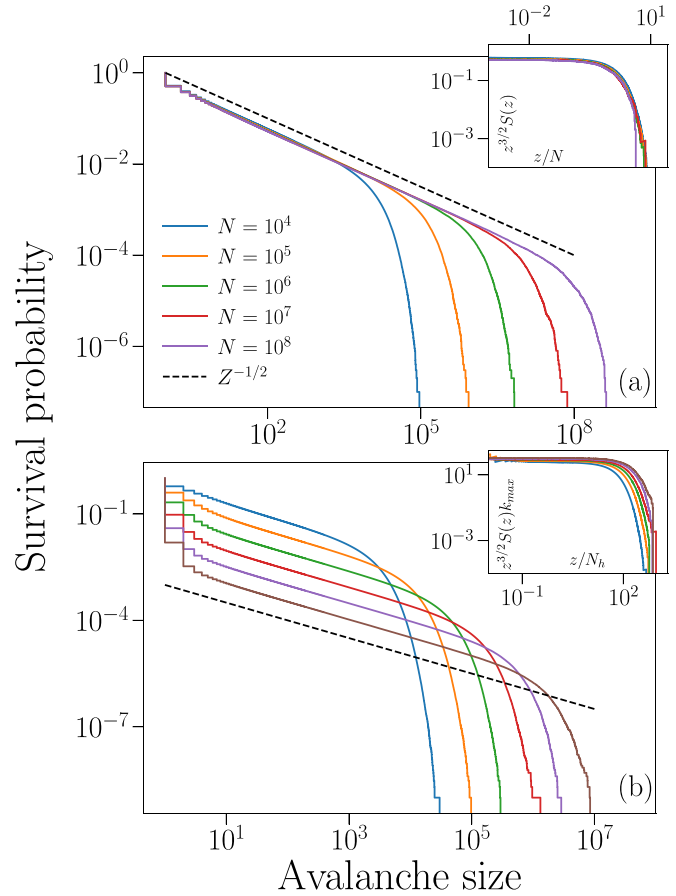 10^{-2} 10^{1}
10^{0}
10^{-1}
z^{3/2}S(z)
10^{-3}
z/N
10^{-2}
N = 10^{4}
N = 10^{5}
10^{-4}
N = 10^{6}
N = 10^{7}
10^{-6}
N = 10^{8}
Z^{-1/2}
(a)
10^{2} 10^{5} 10^{8}
Survival probability
10^{1}
z^{3/2}S(z)k_{max}
10^{-1}
10^{-3}
z/N_h
10^{-1} 10^{2}
10^{-4}
10^{-7}
(b)
10^{1} 10^{3} 10^{5} 10^{7}
Avalanche size